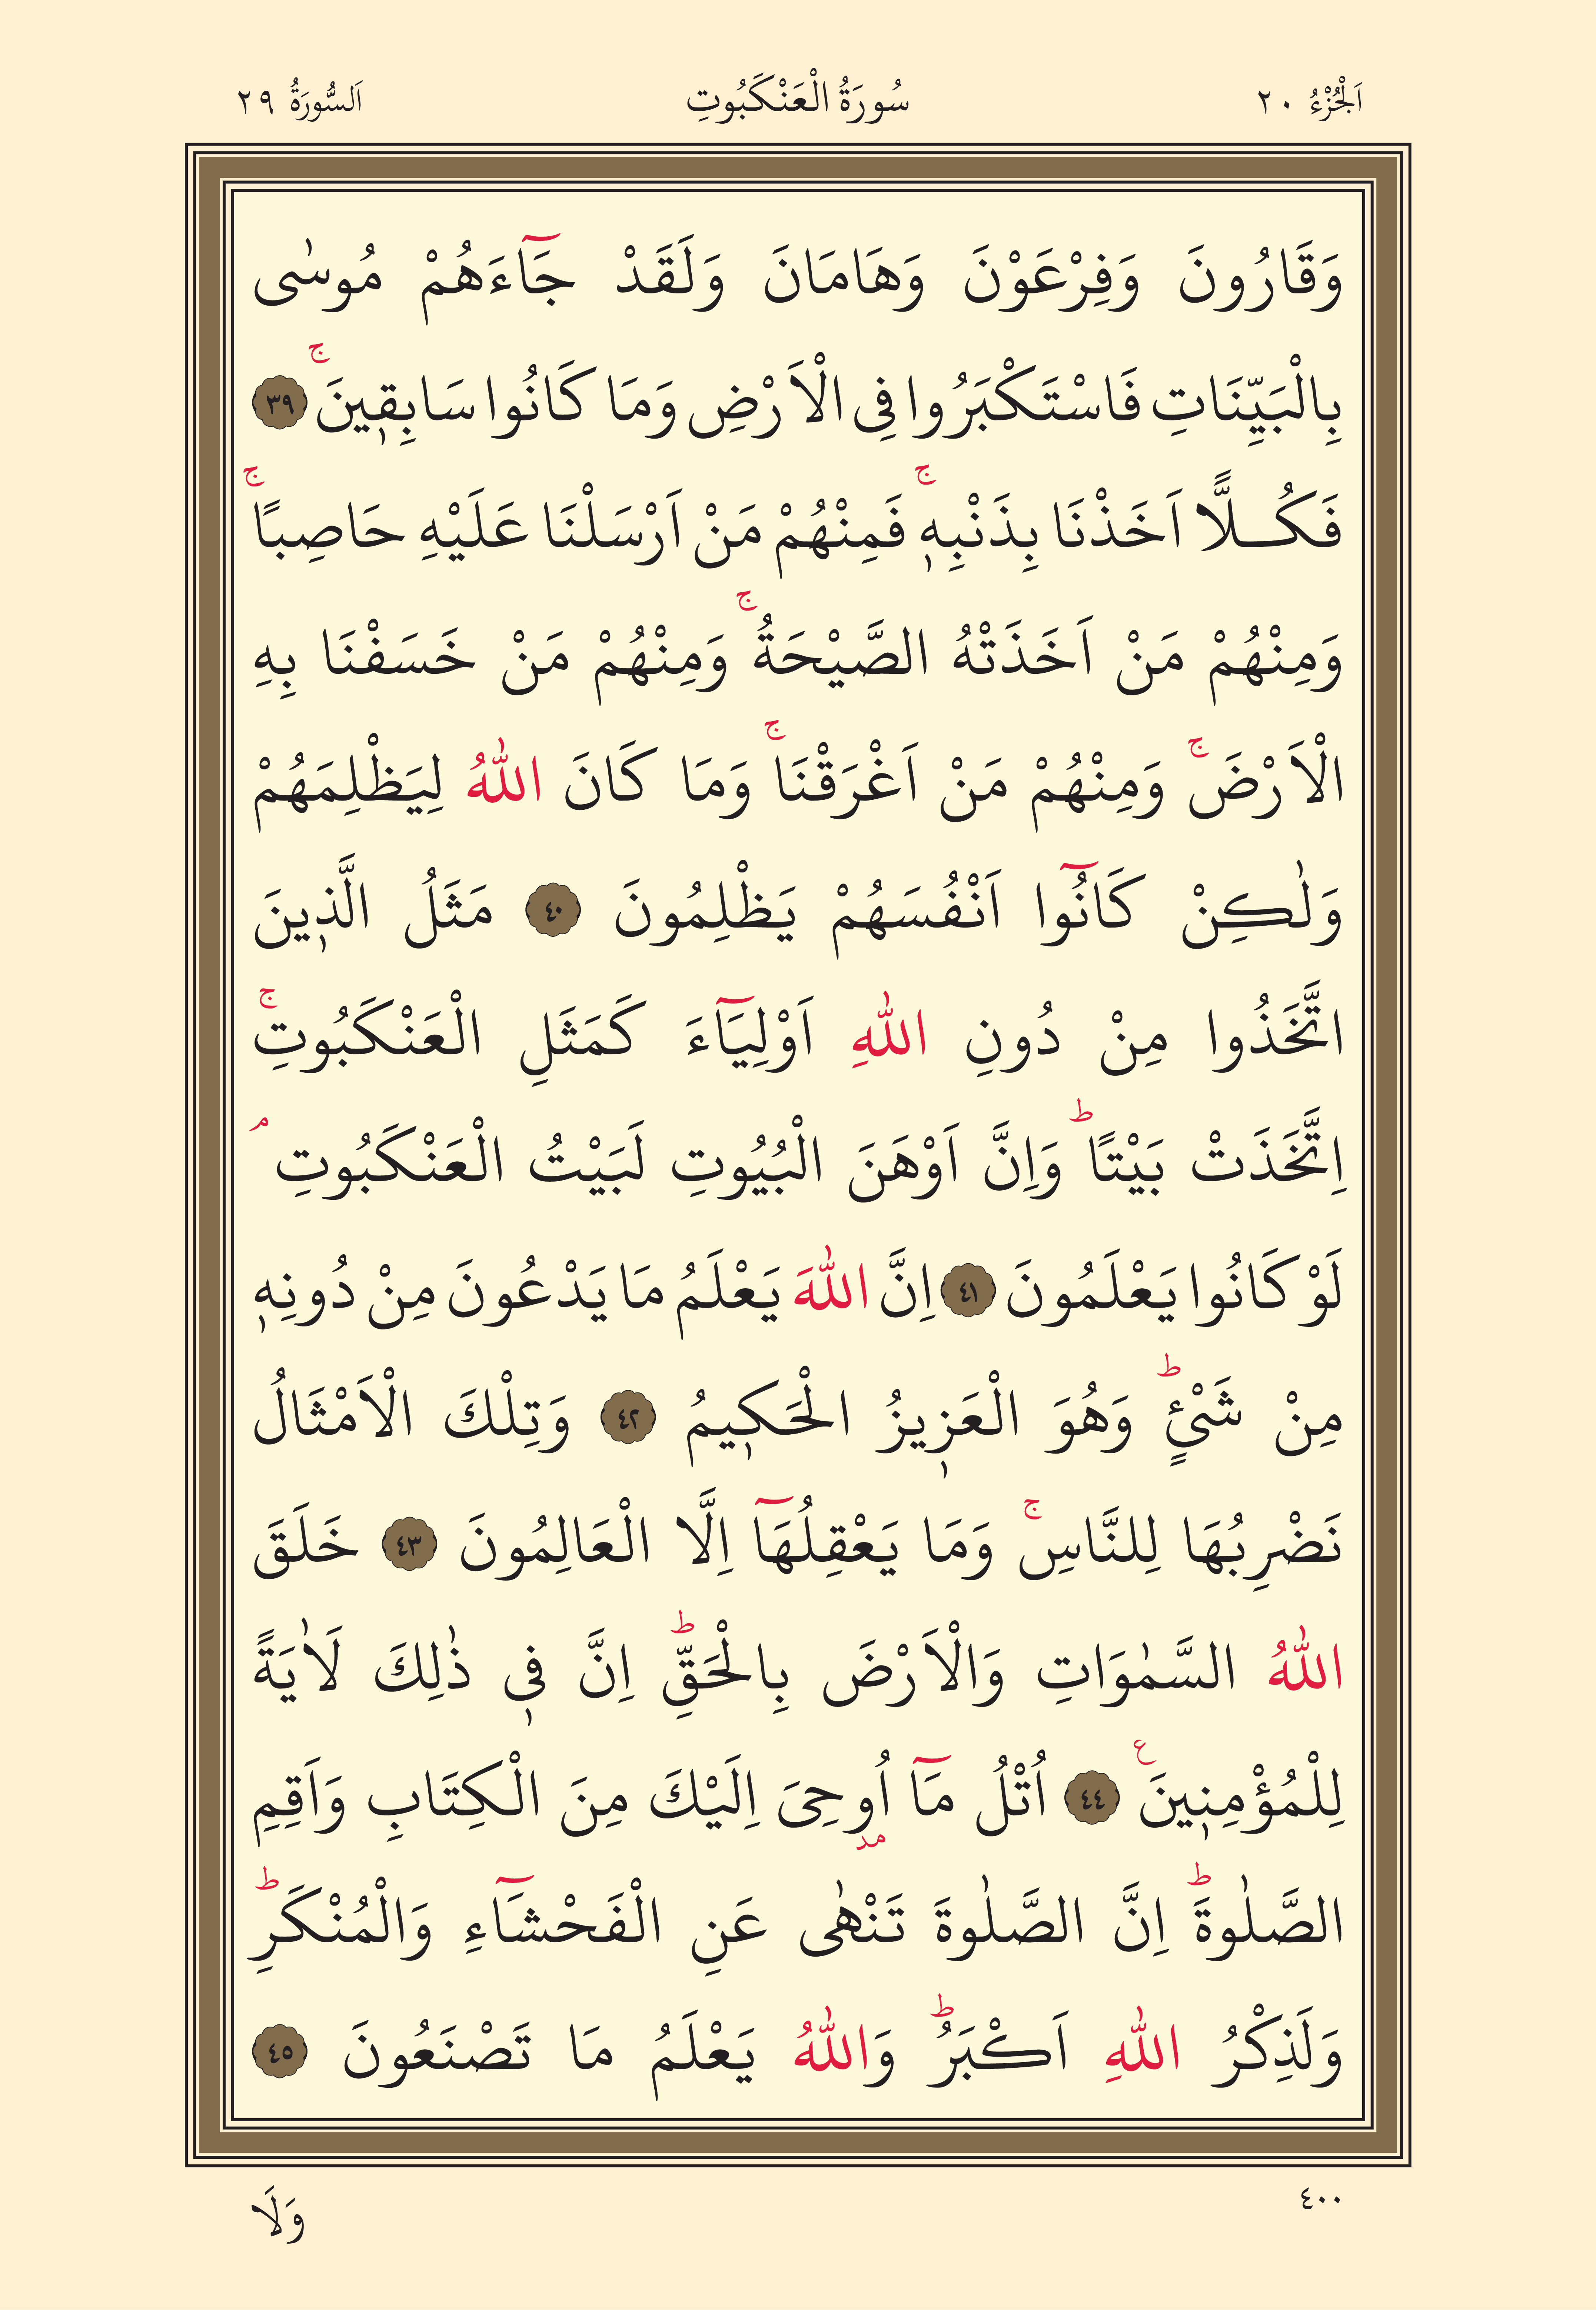 اَلْجُزْءُ ٢٠ سُورَةُ الْعَنْكَبُوتِ اَلسُّورَةُ ٢٩
وَقَارُونَ وَفِرْعَوْنَ وَهَامَانَ وَلَقَدْ جَٓاءَهُمْ مُوسٰى
بِالْبَيِّنَاتِ فَاسْتَكْبَرُوا فِى الْاَرْضِ وَمَا كَانُوا سَابِقٖينَۚ ٣٩
فَكُـلًّا اَخَذْنَا بِذَنْبِهٖۚ فَمِنْهُمْ مَنْ اَرْسَلْنَا عَلَيْهِ حَاصِبًاۚ
وَمِنْهُمْ مَنْ اَخَذَتْهُ الصَّيْحَةُۚ وَمِنْهُمْ مَنْ خَسَفْنَا بِهِ
الْاَرْضَۚ وَمِنْهُمْ مَنْ اَغْرَقْنَاۚ وَمَا كَانَ اللّٰهُ لِيَظْلِمَهُمْ
وَلٰكِنْ كَانُٓوا اَنْفُسَهُمْ يَظْلِمُونَ ٤٠ مَثَلُ الَّذٖينَ
اتَّخَذُوا مِنْ دُونِ اللّٰهِ اَوْلِيَٓاءَ كَمَثَلِ الْعَنْكَبُوتِۚ
اِتَّخَذَتْ بَيْتًاؕ وَاِنَّ اَوْهَنَ الْبُيُوتِ لَبَيْتُ الْعَنْكَبُوتِۘ
لَوْ كَانُوا يَعْلَمُونَ ٤١ اِنَّ اللّٰهَ يَعْلَمُ مَا يَدْعُونَ مِنْ دُونِهٖ
مِنْ شَیْئٍؕ وَهُوَ الْعَزٖيزُ الْحَكٖيمُ ٤٢ وَتِلْكَ الْاَمْثَالُ
نَضْرِبُهَا لِلنَّاسِۚ وَمَا يَعْقِلُهَٓا اِلَّا الْعَالِمُونَ ٤٣ خَلَقَ
اللّٰهُ السَّمٰوَاتِ وَالْاَرْضَ بِالْحَقِّؕ اِنَّ فٖى ذٰلِكَ لَاٰيَةً
لِلْمُؤْمِنٖينَ ع ٤٤ اُتْلُ مَٓا اُو۫حِىَ اِلَيْكَ مِنَ الْكِتَابِ وَاَقِمِ
الصَّلٰوةَؕ اِنَّ الصَّلٰوةَ تَنْهٰى عَنِ الْفَحْشَٓاءِ وَالْمُنْكَرِؕ
وَلَذِكْرُ اللّٰهِ اَكْبَرُؕ وَاللّٰهُ يَعْلَمُ مَا تَصْنَعُونَ ٤٥
٤٠٠ وَلَا